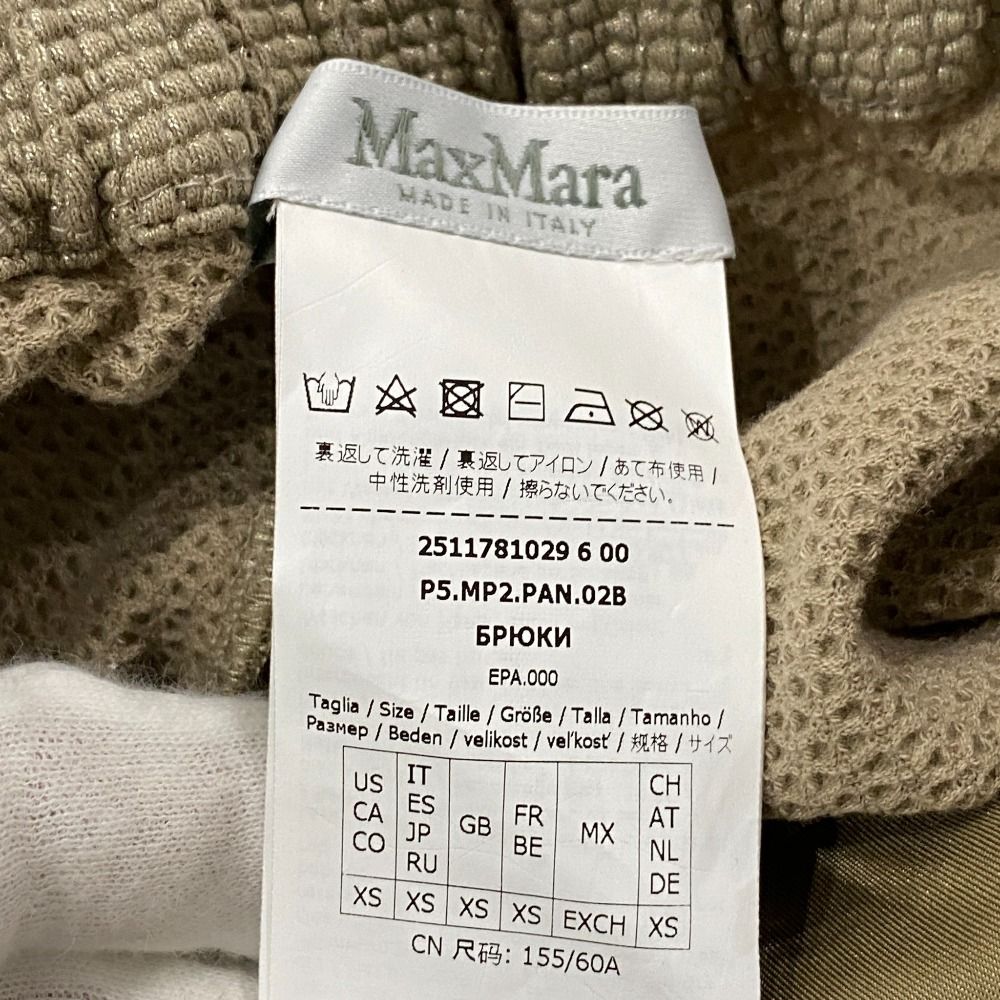 MaxMara
MADE IN ITALY
裏返して洗濯 / 裏返してアイロン / あて布使用 /
中性洗剤使用 / 擦らないでください。
2511781029 6 00
P5.MP2.PAN.02B
БРЮКИ
EPA.000
Taglia / Size / Taille / Größe / Talla / Tamanho /
Размер / Beden / velikost / veľkosť / 规格 / サイズ
US CA CO | IT ES JP RU | GB | FR BE | MX | CH AT NL DE
XS | XS | XS | XS | EXCH | XS
CN 尺码: 155/60A